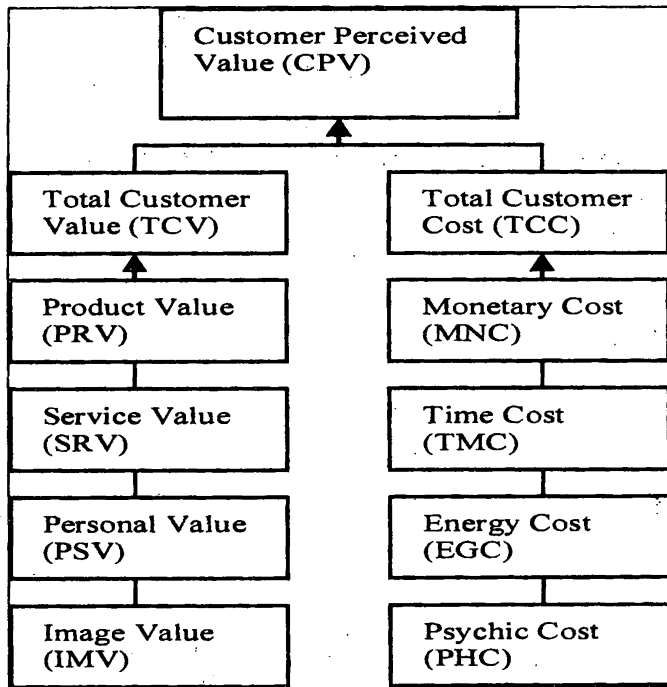 Customer Perceived
Value (CPV)
Total Customer
Value (TCV)
Total Customer
Cost (TCC)
Product Value
(PRV)
Monetary Cost
(MNC)
Service Value
(SRV)
Time Cost
(TMC)
Personal Value
(PSV)
Energy Cost
(EGC)
Image Value
(IMV)
Psychic Cost
(PHC)